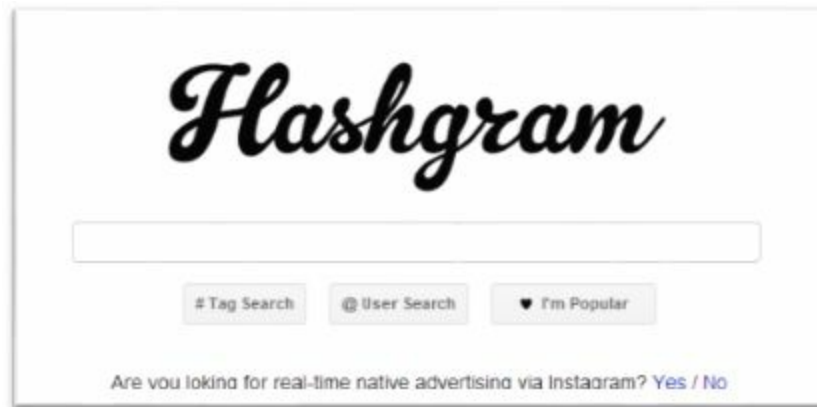 Hashgram
# Tag Search @ User Search ♥ I'm Popular
Are you loking for real-time native advertising via Instagram? Yes / No